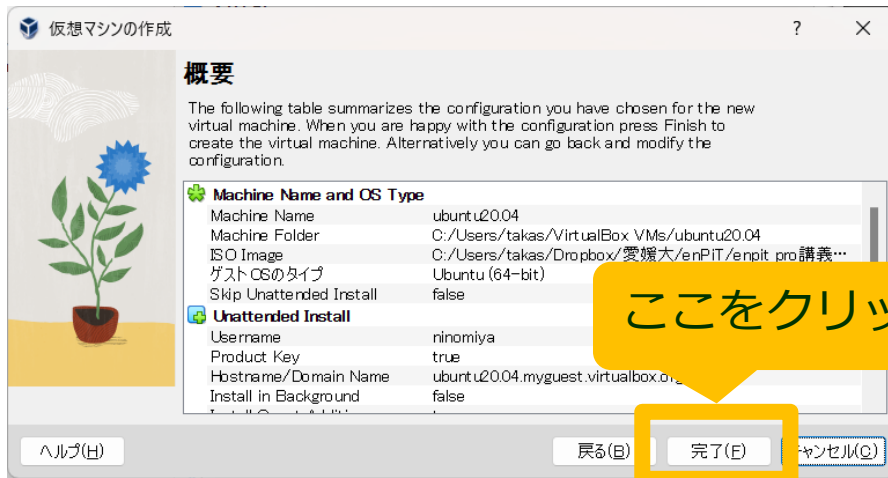 仮想マシンの作成
?
概要
The following table summarizes the configuration you have chosen for the new
virtual machine. When you are happy with the configuration press Finish to
create the virtual machine. Alternatively you can go back and modify the
configuration.
Machine Name and OS Type
Machine Name ubuntu20.04
Machine Folder C:/Users/takas/VirtualBox VMs/ubuntu20.04
ISO Image C:/Users/takas/Dropbox/愛媛大/enPiT/enpit pro講義…
ゲストOSのタイプ Ubuntu (64-bit)
Skip Unattended Install false
Unattended Install
Username ninomiya
Product Key true
Hostname/Domain Name ubuntu20.04.myguest.virtualbox.org
Install in Background false
ここをクリッ
ヘルプ(H)
戻る(B)
完了(F)
キャンセル(C)